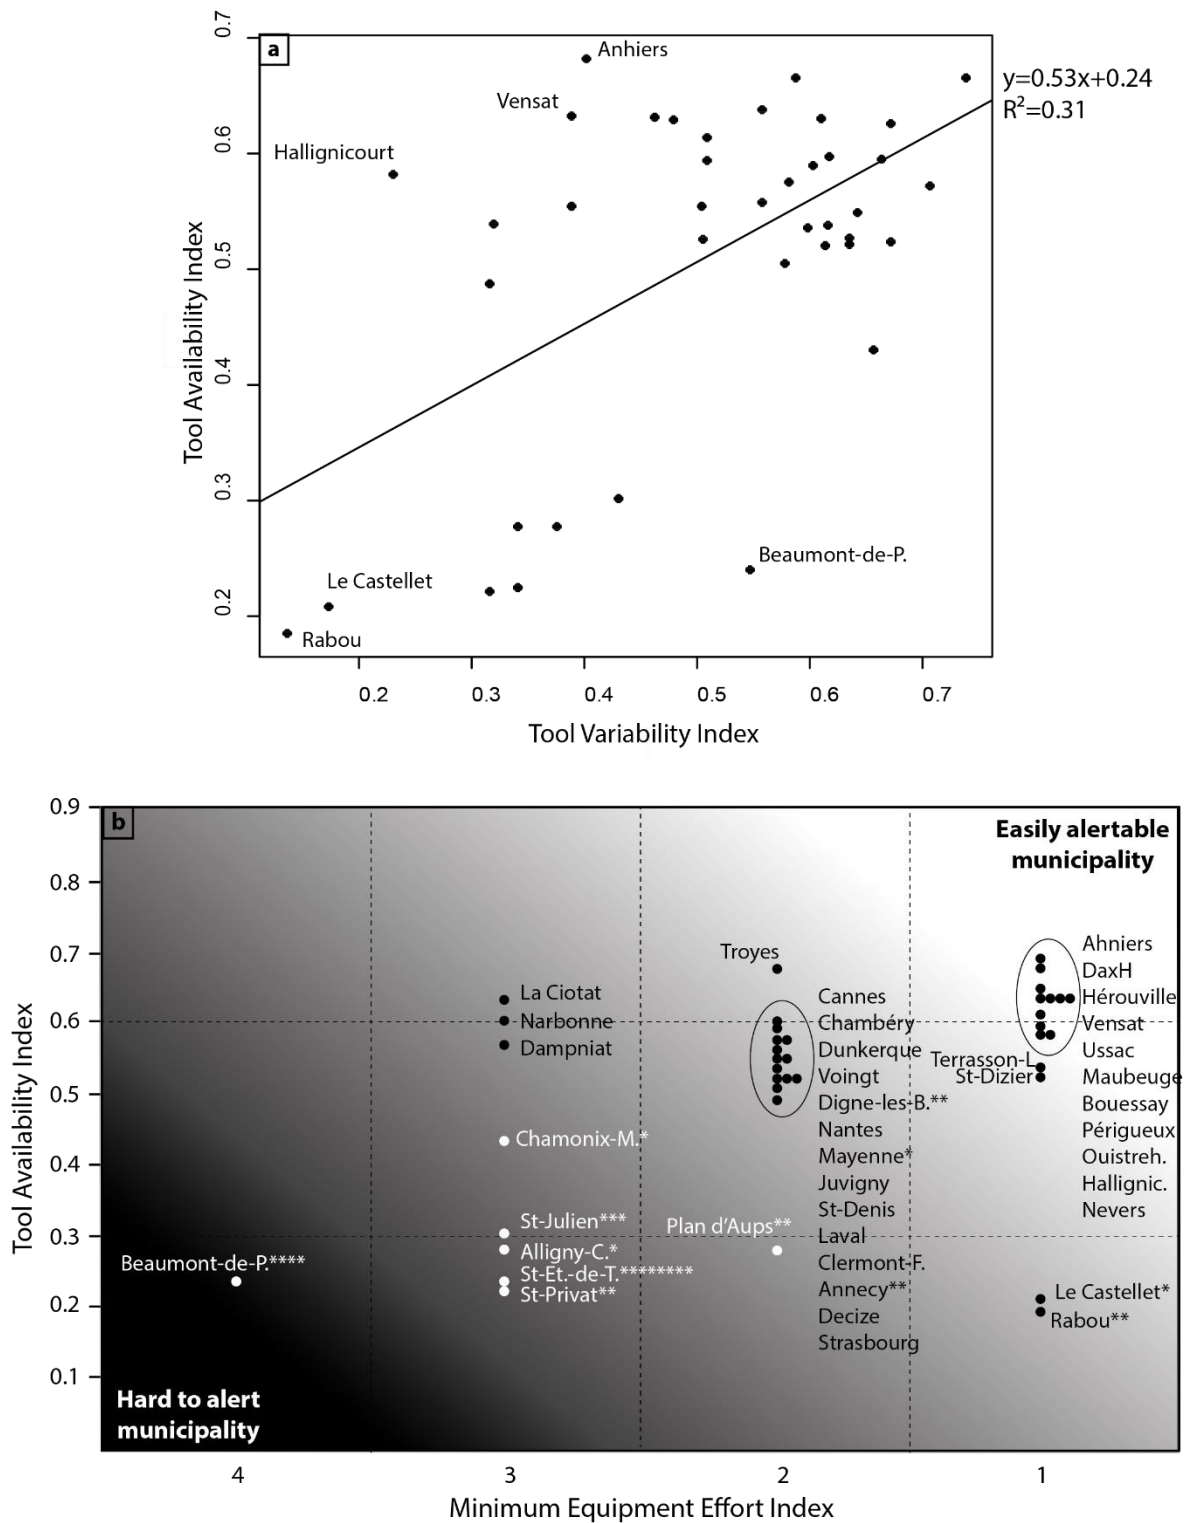 a
Anhiers
Vensat
Hallignicourt
Le Castellet
Rabou
Beaumont-de-P.
y=0.53x+0.24
R²=0.31
0.7
0.6
0.5
0.4
0.3
0.2
Tool Availability Index
0.2 0.3 0.4 0.5 0.6 0.7
Tool Variability Index
b
Easily alertable
municipality
Hard to alert
municipality
0.9
0.8
0.7
0.6
0.5
0.4
0.3
0.2
0.1
Tool Availability Index
Beaumont-de-P.****
La Ciotat
Narbonne
Dampniat
Chamonix-M.*
St-Julien***
Alligny-C.*
St-Et.-de-T.********
St-Privat**
Troyes
Plan d'Aups**
Cannes
Chambéry
Dunkerque
Voingt
Digne-les-B.**
Nantes
Mayenne*
Juvigny
St-Denis
Laval
Clermont-F.
Annecy**
Decize
Strasbourg
Terrasson-L
St-Dizier
Ahniers
DaxH
Hérouville
Vensat
Ussac
Maubeuge
Bouessay
Périgueux
Ouistreh.
Hallignic.
Nevers
Le Castellet*
Rabou**
4 3 2 1
Minimum Equipment Effort Index